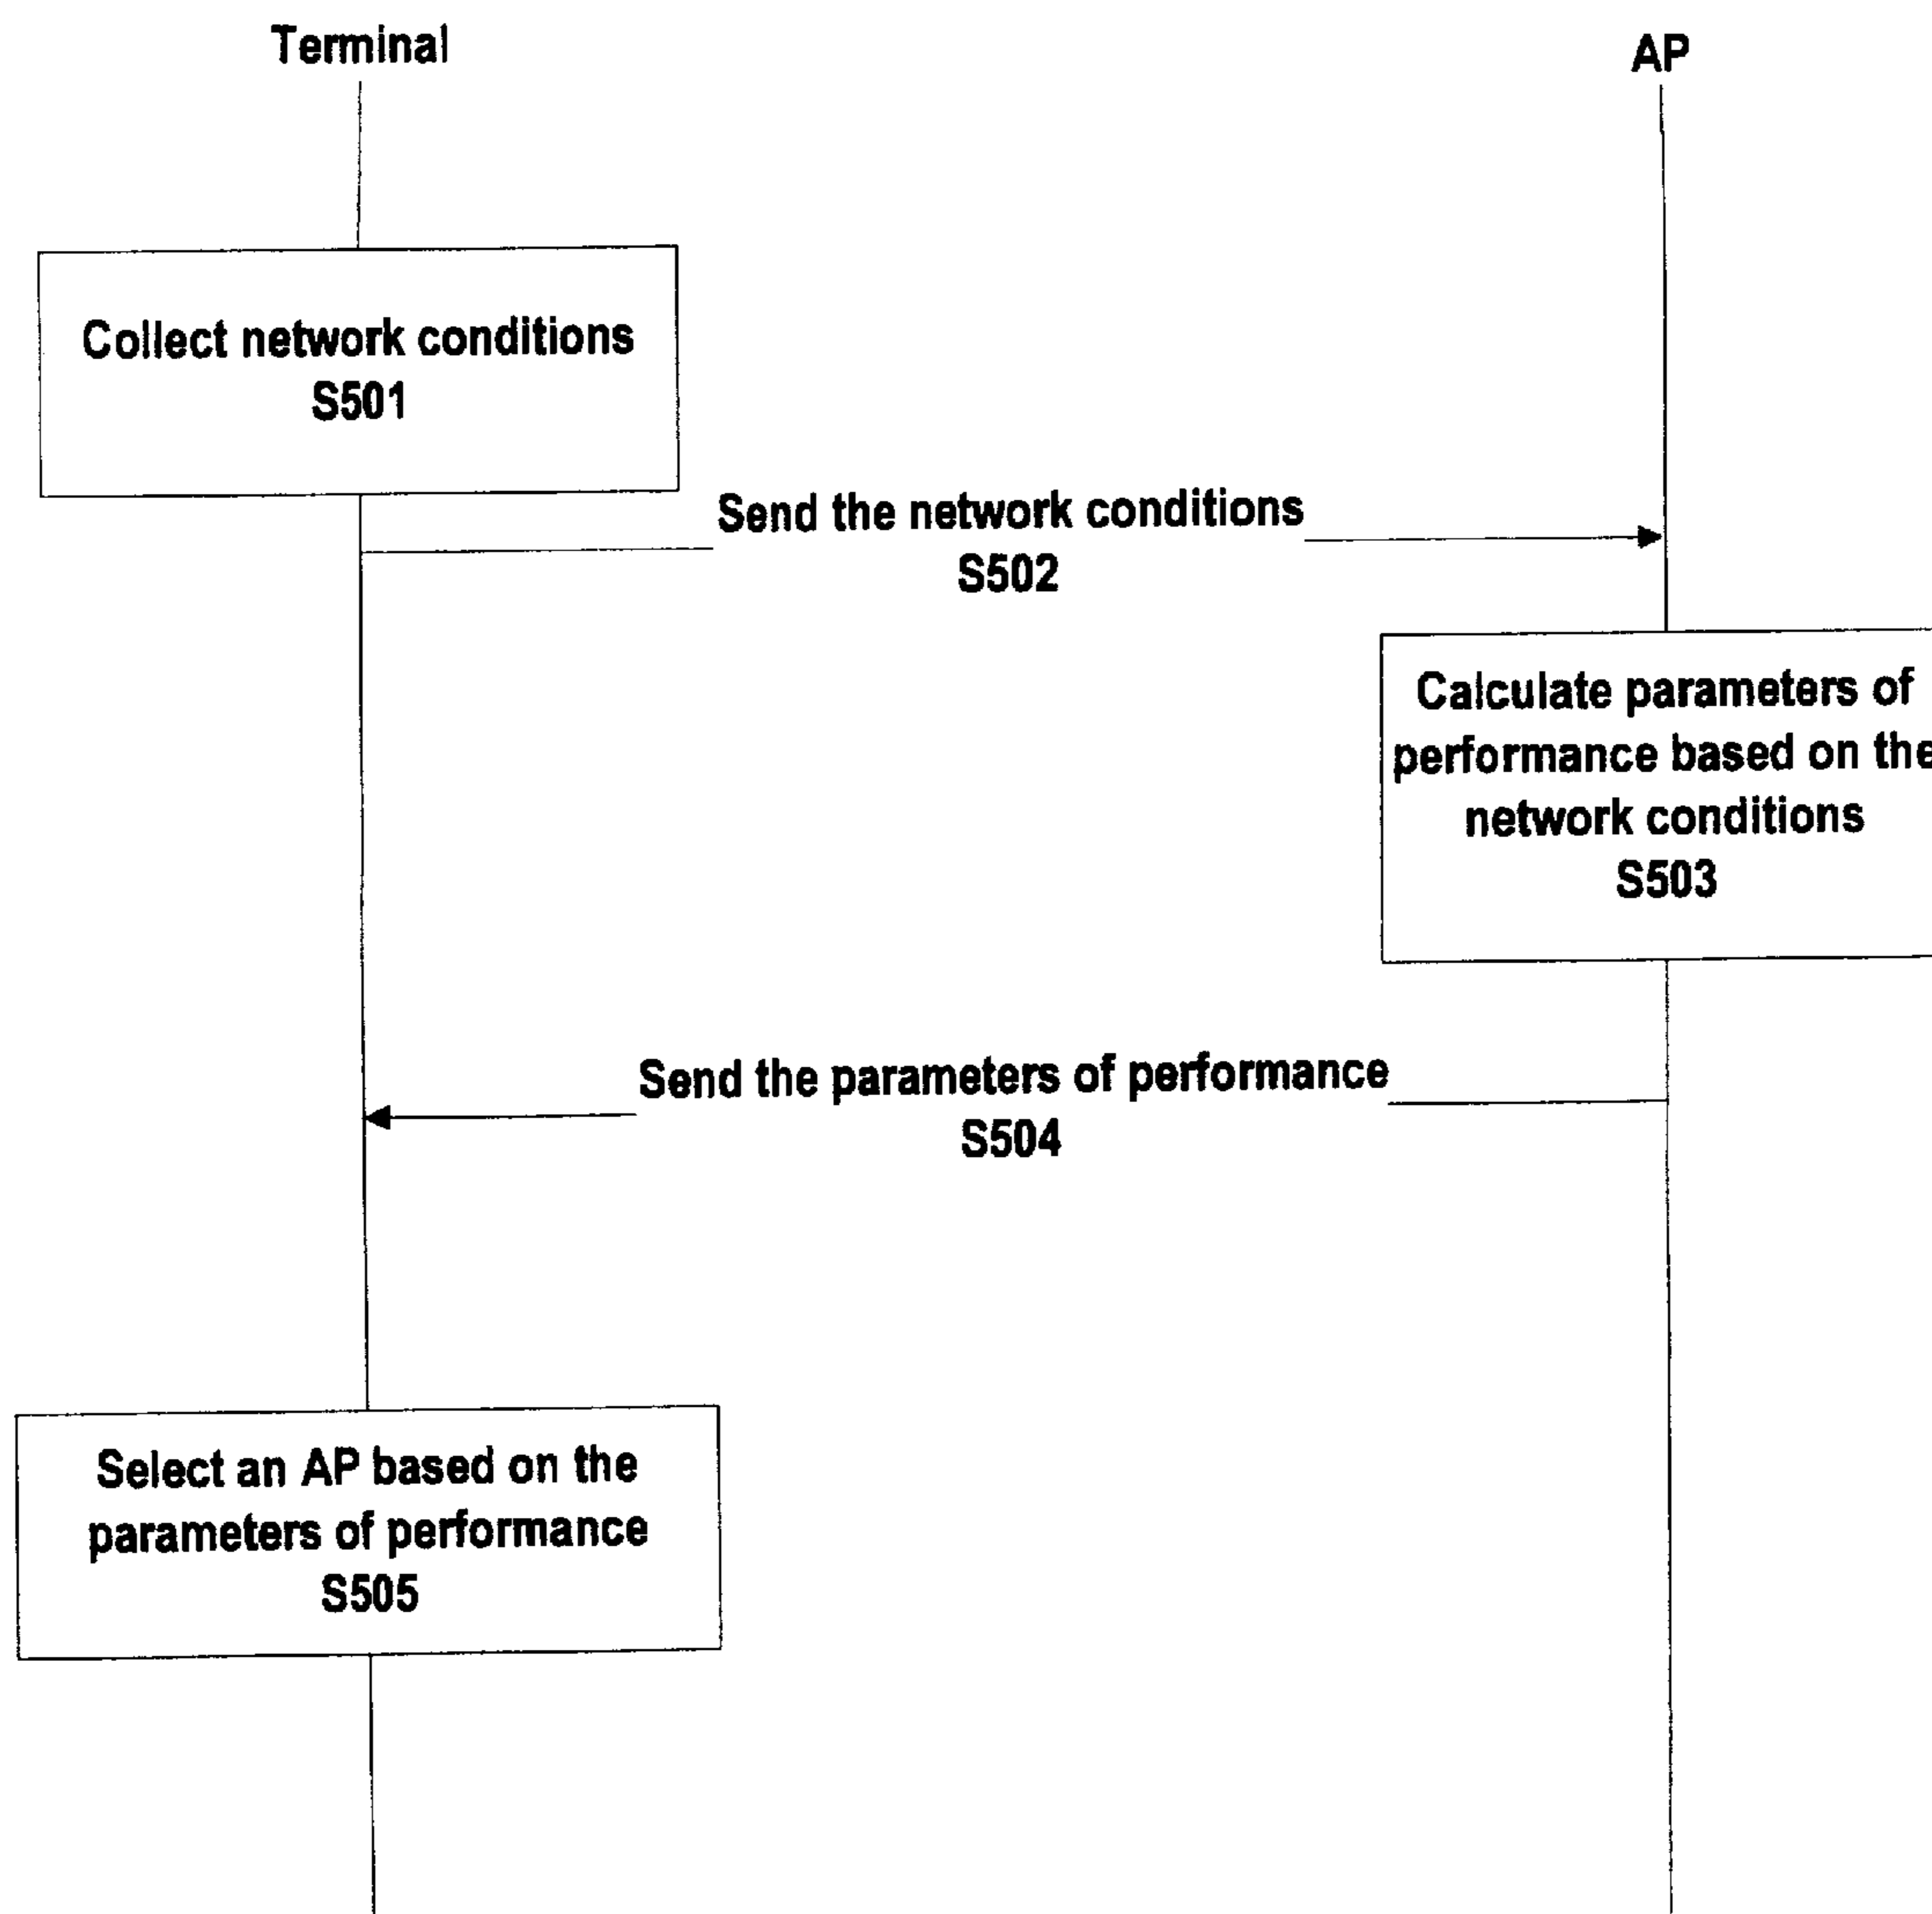 Terminal
AP
Collect network conditions
S501
Send the network conditions
S502
Calculate parameters of
performance based on the
network conditions
S503
Send the parameters of performance
S504
Select an AP based on the
parameters of performance
S505